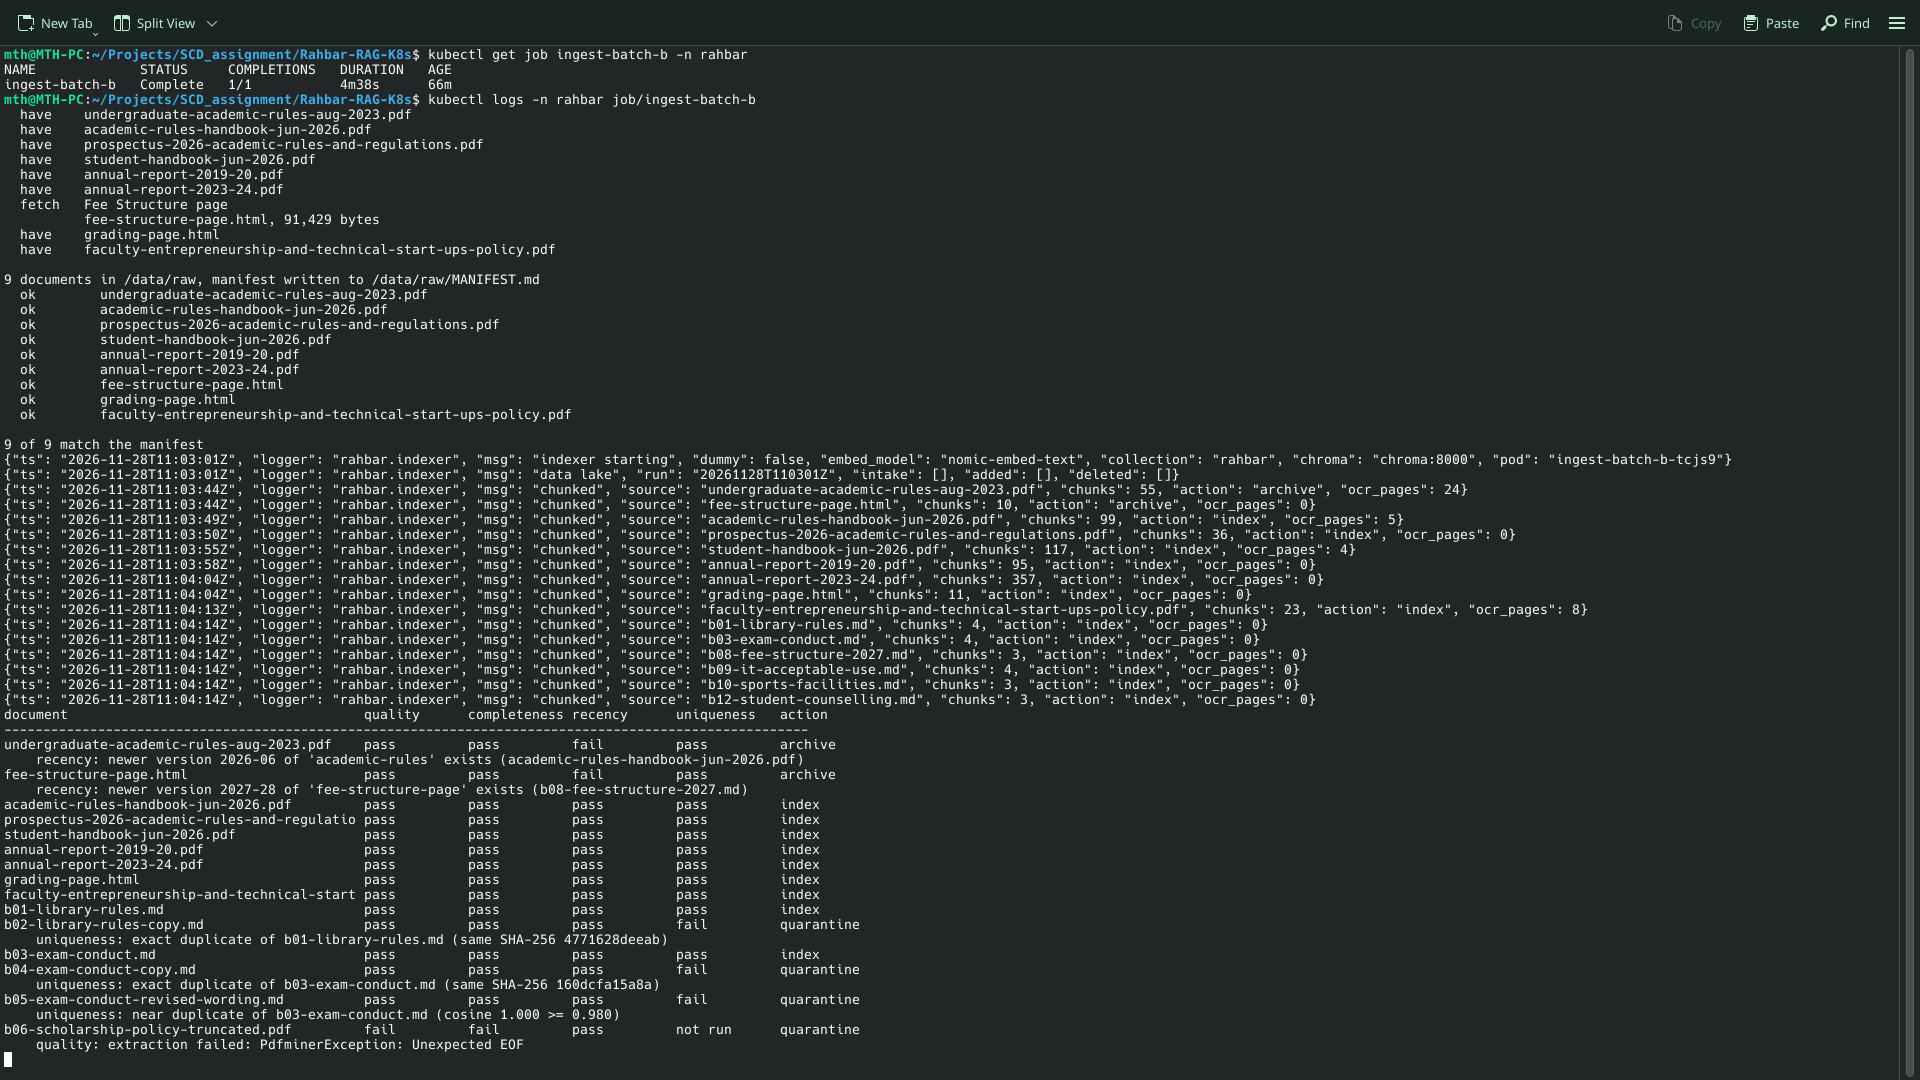 New Tab Split View Copy Paste Find
mth@MTH-PC:~/Projects/SCD_assignment/Rahbar-RAG-K8s$ kubectl get job ingest-batch-b -n rahbar
NAME STATUS COMPLETIONS DURATION AGE
ingest-batch-b Complete 1/1 4m38s 66m
mth@MTH-PC:~/Projects/SCD_assignment/Rahbar-RAG-K8s$ kubectl logs -n rahbar job/ingest-batch-b
have undergraduate-academic-rules-aug-2023.pdf
have academic-rules-handbook-jun-2026.pdf
have prospectus-2026-academic-rules-and-regulations.pdf
have student-handbook-jun-2026.pdf
have annual-report-2019-20.pdf
have annual-report-2023-24.pdf
fetch Fee Structure page
fee-structure-page.html, 91,429 bytes
have grading-page.html
have faculty-entrepreneurship-and-technical-start-ups-policy.pdf
9 documents in /data/raw, manifest written to /data/raw/MANIFEST.md
ok undergraduate-academic-rules-aug-2023.pdf
ok academic-rules-handbook-jun-2026.pdf
ok prospectus-2026-academic-rules-and-regulations.pdf
ok student-handbook-jun-2026.pdf
ok annual-report-2019-20.pdf
ok annual-report-2023-24.pdf
ok fee-structure-page.html
ok grading-page.html
ok faculty-entrepreneurship-and-technical-start-ups-policy.pdf
9 of 9 match the manifest
{"ts": "2026-11-28T11:03:01Z", "logger": "rahbar.indexer", "msg": "indexer starting", "dummy": false, "embed_model": "nomic-embed-text", "collection": "rahbar", "chroma": "chroma:8000", "pod": "ingest-batch-b-tcjs9"}
{"ts": "2026-11-28T11:03:01Z", "logger": "rahbar.indexer", "msg": "data lake", "run": "20261128T110301Z", "intake": [], "added": [], "deleted": []}
{"ts": "2026-11-28T11:03:44Z", "logger": "rahbar.indexer", "msg": "chunked", "source": "undergraduate-academic-rules-aug-2023.pdf", "chunks": 55, "action": "archive", "ocr_pages": 24}
{"ts": "2026-11-28T11:03:44Z", "logger": "rahbar.indexer", "msg": "chunked", "source": "fee-structure-page.html", "chunks": 10, "action": "archive", "ocr_pages": 0}
{"ts": "2026-11-28T11:03:49Z", "logger": "rahbar.indexer", "msg": "chunked", "source": "academic-rules-handbook-jun-2026.pdf", "chunks": 99, "action": "index", "ocr_pages": 5}
{"ts": "2026-11-28T11:03:50Z", "logger": "rahbar.indexer", "msg": "chunked", "source": "prospectus-2026-academic-rules-and-regulations.pdf", "chunks": 36, "action": "index", "ocr_pages": 0}
{"ts": "2026-11-28T11:03:55Z", "logger": "rahbar.indexer", "msg": "chunked", "source": "student-handbook-jun-2026.pdf", "chunks": 117, "action": "index", "ocr_pages": 4}
{"ts": "2026-11-28T11:03:58Z", "logger": "rahbar.indexer", "msg": "chunked", "source": "annual-report-2019-20.pdf", "chunks": 95, "action": "index", "ocr_pages": 0}
{"ts": "2026-11-28T11:04:04Z", "logger": "rahbar.indexer", "msg": "chunked", "source": "annual-report-2023-24.pdf", "chunks": 357, "action": "index", "ocr_pages": 0}
{"ts": "2026-11-28T11:04:04Z", "logger": "rahbar.indexer", "msg": "chunked", "source": "grading-page.html", "chunks": 11, "action": "index", "ocr_pages": 0}
{"ts": "2026-11-28T11:04:13Z", "logger": "rahbar.indexer", "msg": "chunked", "source": "faculty-entrepreneurship-and-technical-start-ups-policy.pdf", "chunks": 23, "action": "index", "ocr_pages": 8}
{"ts": "2026-11-28T11:04:14Z", "logger": "rahbar.indexer", "msg": "chunked", "source": "b01-library-rules.md", "chunks": 4, "action": "index", "ocr_pages": 0}
{"ts": "2026-11-28T11:04:14Z", "logger": "rahbar.indexer", "msg": "chunked", "source": "b03-exam-conduct.md", "chunks": 4, "action": "index", "ocr_pages": 0}
{"ts": "2026-11-28T11:04:14Z", "logger": "rahbar.indexer", "msg": "chunked", "source": "b08-fee-structure-2027.md", "chunks": 3, "action": "index", "ocr_pages": 0}
{"ts": "2026-11-28T11:04:14Z", "logger": "rahbar.indexer", "msg": "chunked", "source": "b09-it-acceptable-use.md", "chunks": 4, "action": "index", "ocr_pages": 0}
{"ts": "2026-11-28T11:04:14Z", "logger": "rahbar.indexer", "msg": "chunked", "source": "b10-sports-facilities.md", "chunks": 3, "action": "index", "ocr_pages": 0}
{"ts": "2026-11-28T11:04:14Z", "logger": "rahbar.indexer", "msg": "chunked", "source": "b12-student-counselling.md", "chunks": 3, "action": "index", "ocr_pages": 0}
document quality completeness recency uniqueness action
----------------------------------------------------------------------------------------------------
undergraduate-academic-rules-aug-2023.pdf pass pass fail pass archive
recency: newer version 2026-06 of 'academic-rules' exists (academic-rules-handbook-jun-2026.pdf)
fee-structure-page.html pass pass fail pass archive
recency: newer version 2027-28 of 'fee-structure-page' exists (b08-fee-structure-2027.md)
academic-rules-handbook-jun-2026.pdf pass pass pass pass index
prospectus-2026-academic-rules-and-regulatio pass pass pass pass index
student-handbook-jun-2026.pdf pass pass pass pass index
annual-report-2019-20.pdf pass pass pass pass index
annual-report-2023-24.pdf pass pass pass pass index
grading-page.html pass pass pass pass index
faculty-entrepreneurship-and-technical-start pass pass pass pass index
b01-library-rules.md pass pass pass pass index
b02-library-rules-copy.md pass pass pass fail quarantine
uniqueness: exact duplicate of b01-library-rules.md (same SHA-256 4771628deeab)
b03-exam-conduct.md pass pass pass pass index
b04-exam-conduct-copy.md pass pass pass fail quarantine
uniqueness: exact duplicate of b03-exam-conduct.md (same SHA-256 160dcfa15a8a)
b05-exam-conduct-revised-wording.md pass pass pass fail quarantine
uniqueness: near duplicate of b03-exam-conduct.md (cosine 1.000 >= 0.980)
b06-scholarship-policy-truncated.pdf fail fail pass not run quarantine
quality: extraction failed: PdfminerException: Unexpected EOF